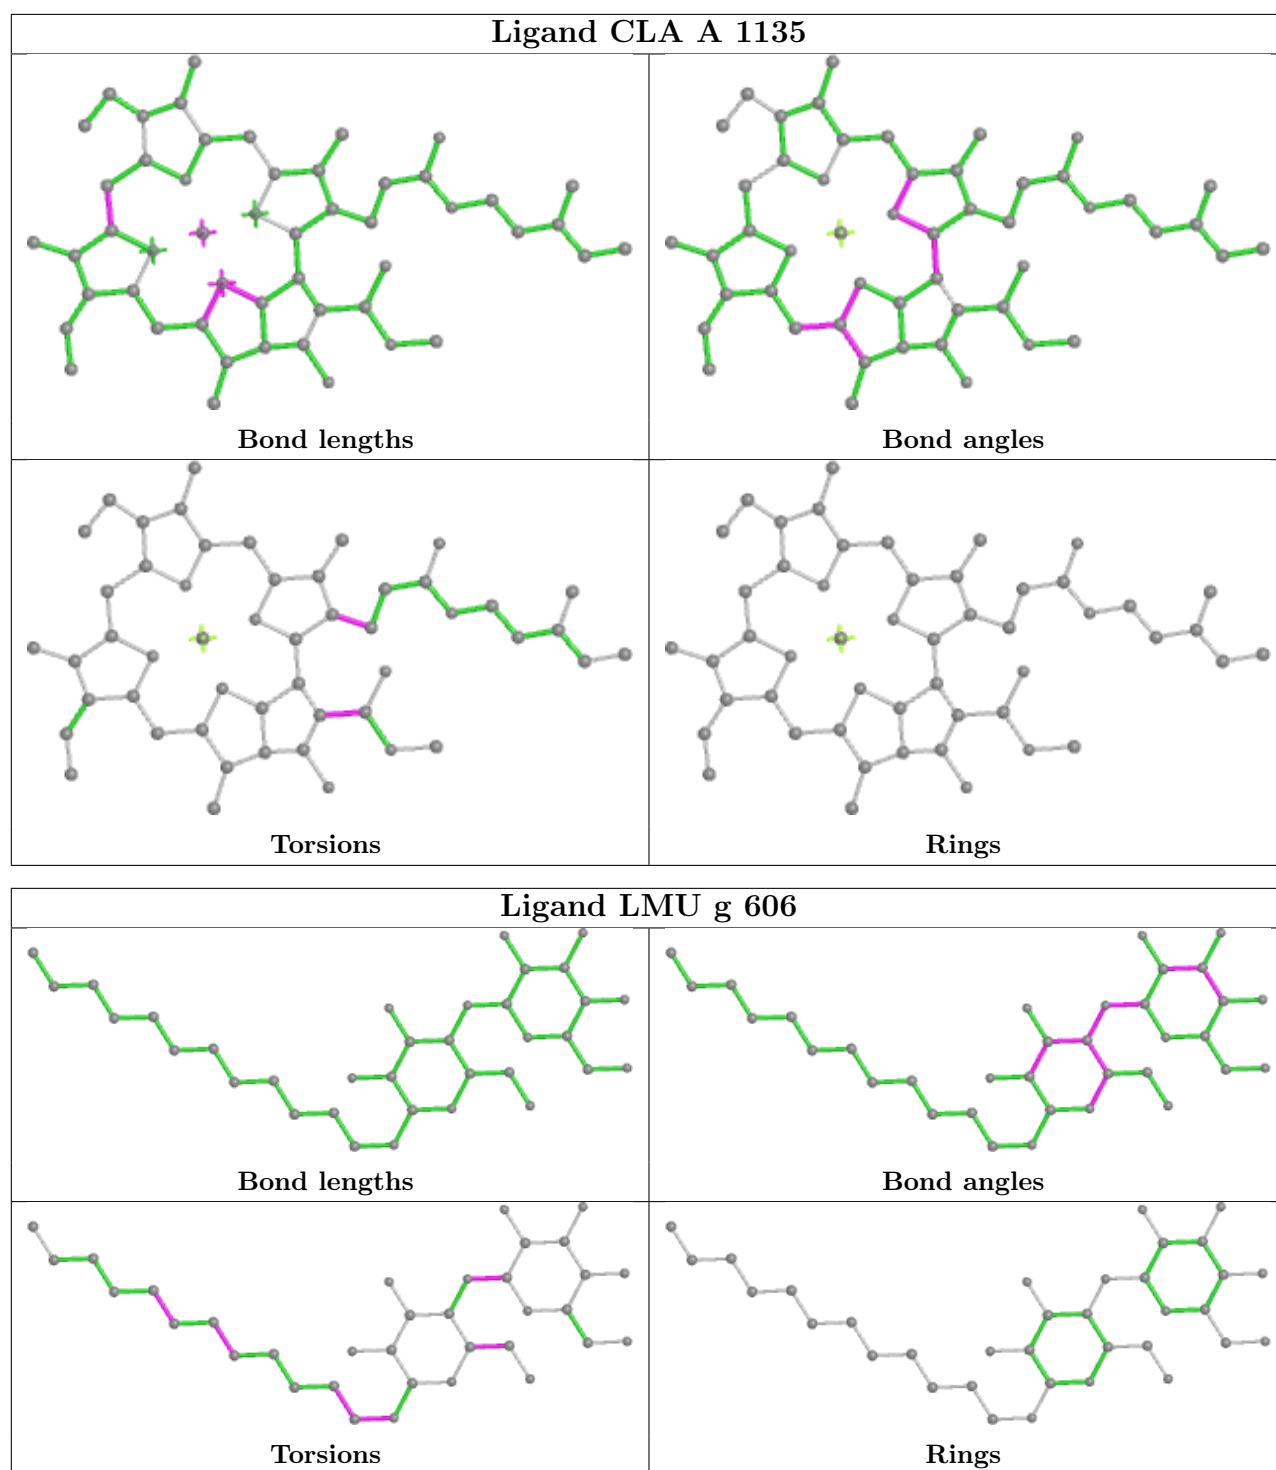 Ligand CLA A 1135
Bond lengths
Bond angles
Torsions
Rings
Ligand LMU g 606
Bond lengths
Bond angles
Torsions
Rings